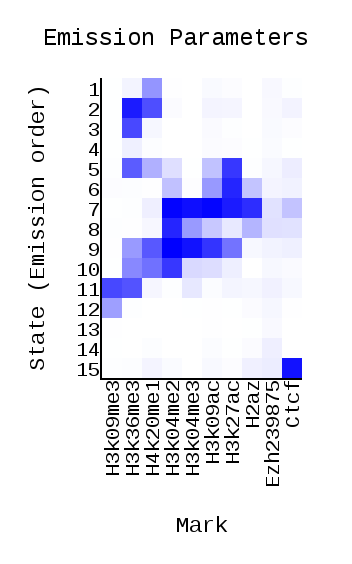 Emission Parameters
State (Emission order)
1
2
3
4
5
6
7
8
9
10
11
12
13
14
15
H3k09me3
H3k36me3
H4k20me1
H3k04me2
H3k04me3
H3k09ac
H3k27ac
H2az
Ezh239875
Ctcf
Mark